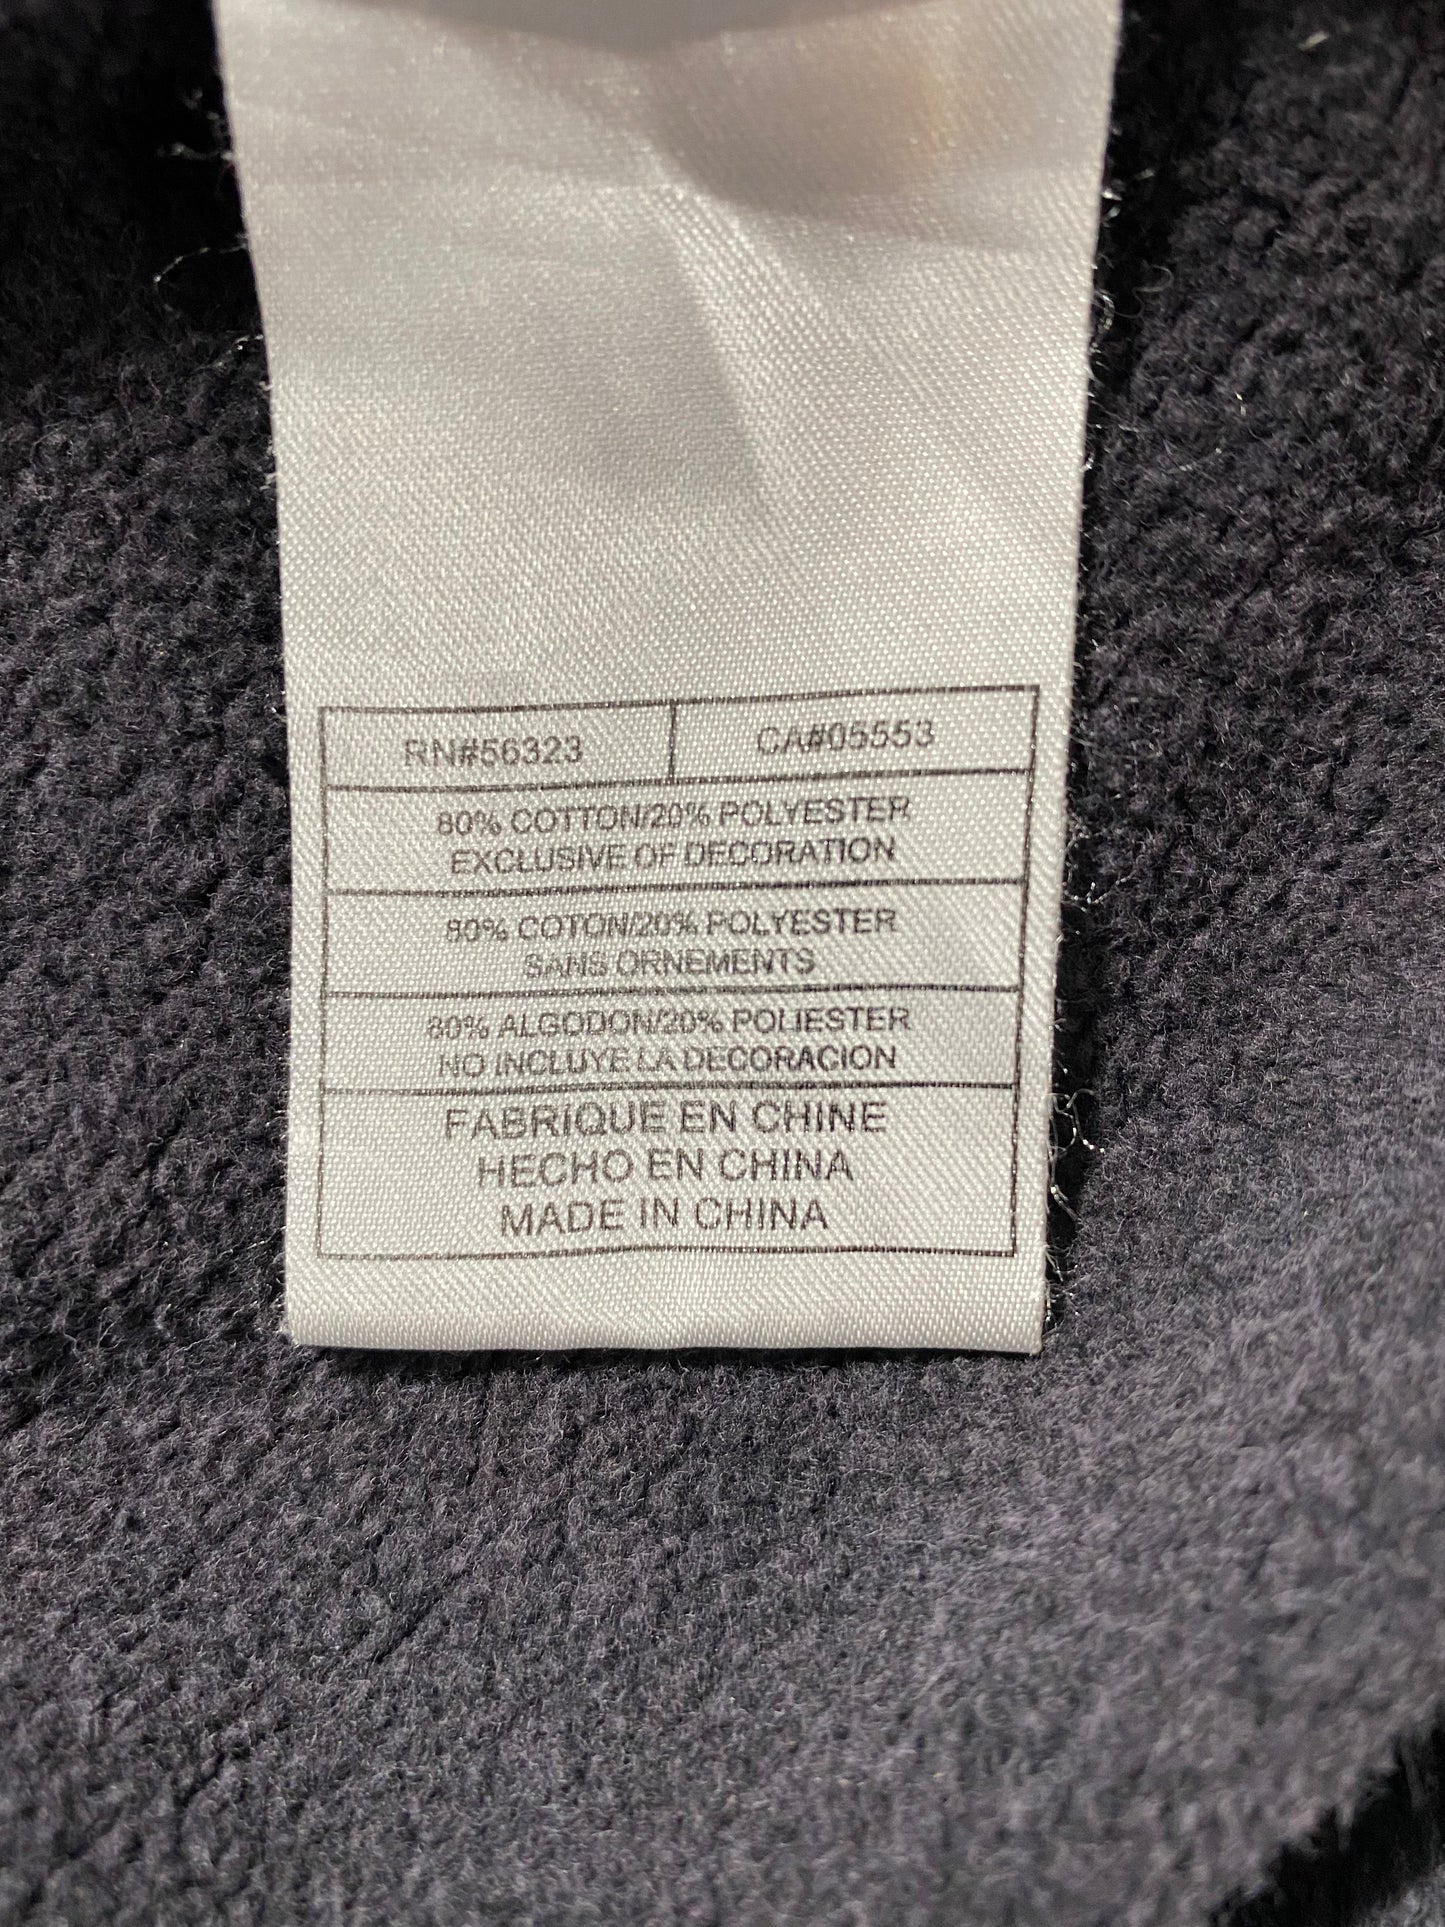 RN#56323 CA#05553
80% COTTON/20% POLYESTER
EXCLUSIVE OF DECORATION
80% COTON/20% POLYESTER
SANS ORNEMENTS
80% ALGODON/20% POLIESTER
NO INCLUYE LA DECORACION
FABRIQUE EN CHINE
HECHO EN CHINA
MADE IN CHINA